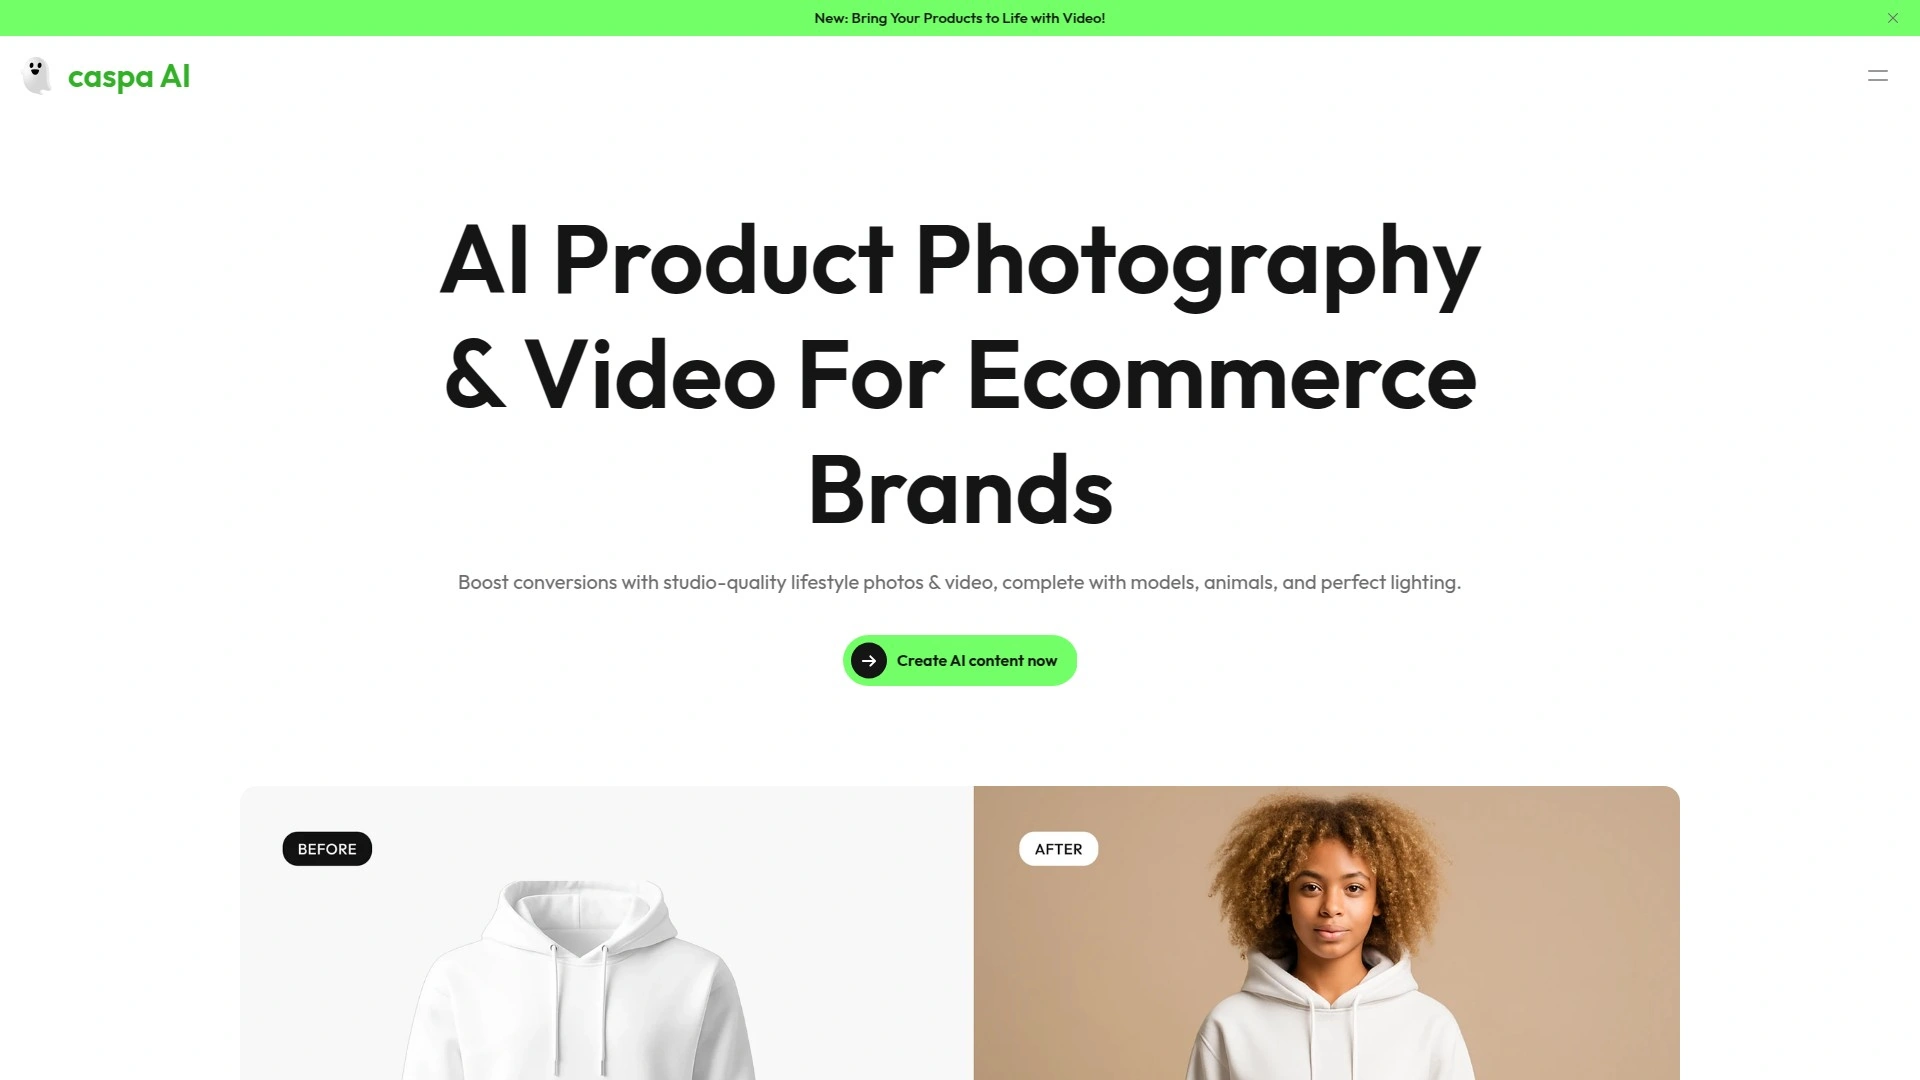 New: Bring Your Products to Life with Video!
caspa AI
AI Product Photography
& Video For Ecommerce
Brands
Boost conversions with studio-quality lifestyle photos & video, complete with models, animals, and perfect lighting.
Create AI content now
BEFORE
AFTER